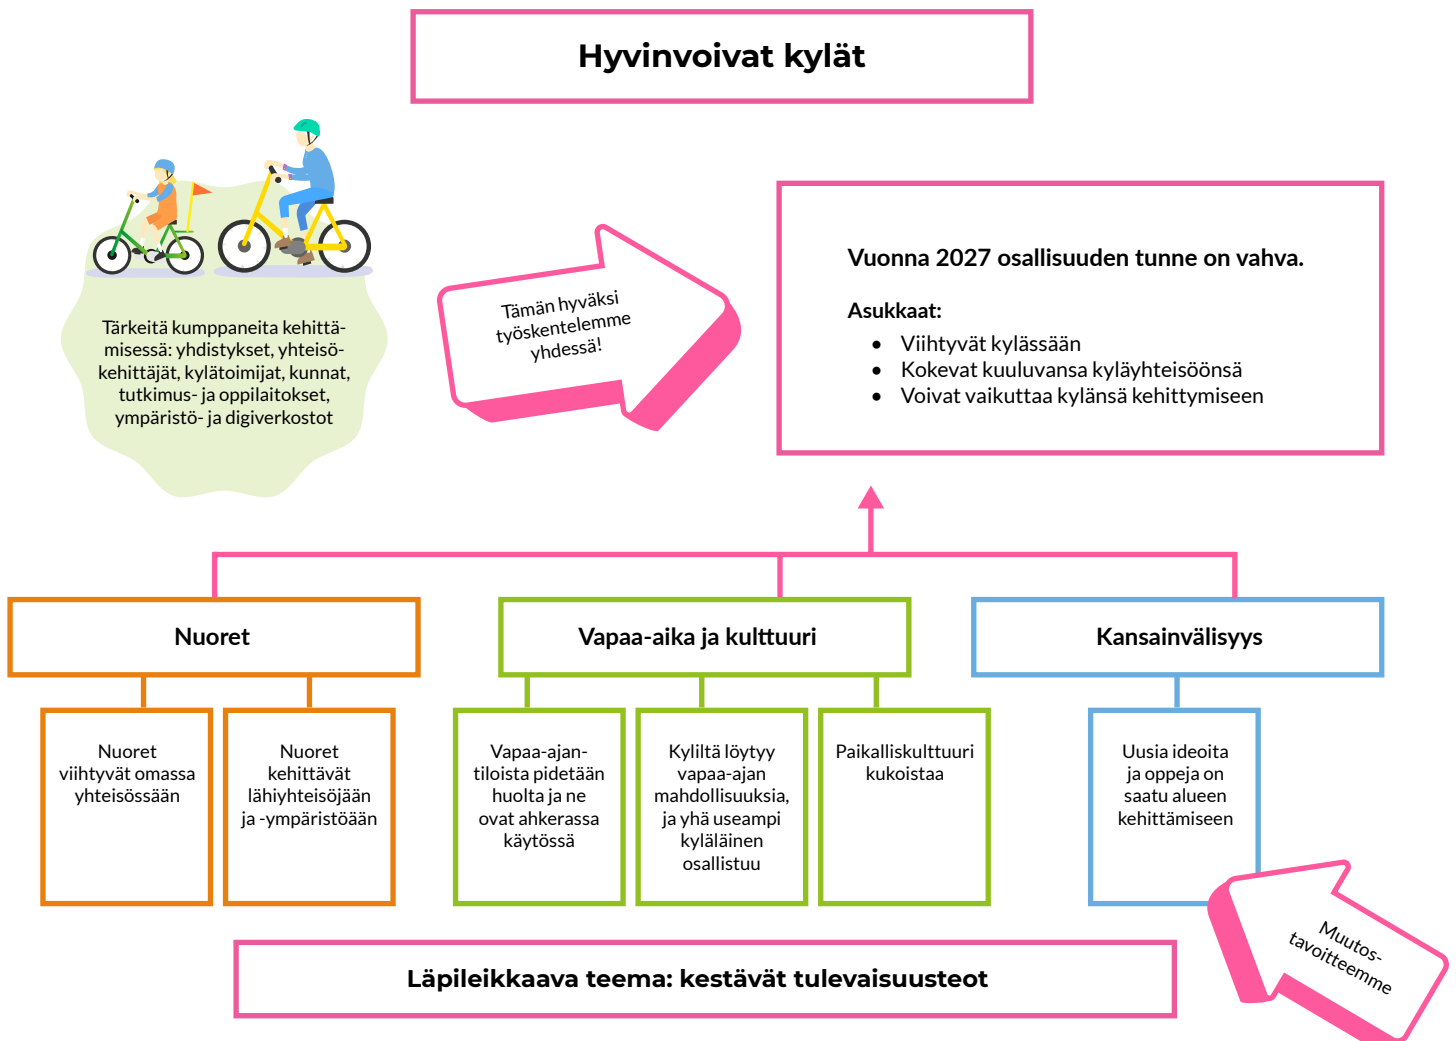 Hyvinvoivat kylät
Tärkeitä kumppaneita kehittä-
misessä: yhdistykset, yhteisö-
kehittäjät, kylätoimijat, kunnat,
tutkimus- ja oppilaitokset,
ympäristö- ja digiverkostot
Tämän hyväksi
työskentelemme
yhdessä!
Vuonna 2027 osallisuuden tunne on vahva.
Asukkaat:
• Viihtyvät kylässään
• Kokevat kuuluvansa kyläyhteisöönsä
• Voivat vaikuttaa kylänsä kehittymiseen
Nuoret
Nuoret
viihtyvät omassa
yhteisössään
Nuoret
kehittävät
lähiyhteisöjään
ja -ympäristöään
Vapaa-aika ja kulttuuri
Vapaa-ajan-
tiloista pidetään
huolta ja ne
ovat ahkerassa
käytössä
Kyliltä löytyy
vapaa-ajan
mahdollisuuksia,
ja yhä useampi
kyläläinen
osallistuu
Paikalliskulttuuri
kukoistaa
Kansainvälisyys
Uusia ideoita
ja oppeja on
saatu alueen
kehittämiseen
Muutos-
tavoitteemme
Läpileikkaava teema: kestävät tulevaisuusteot